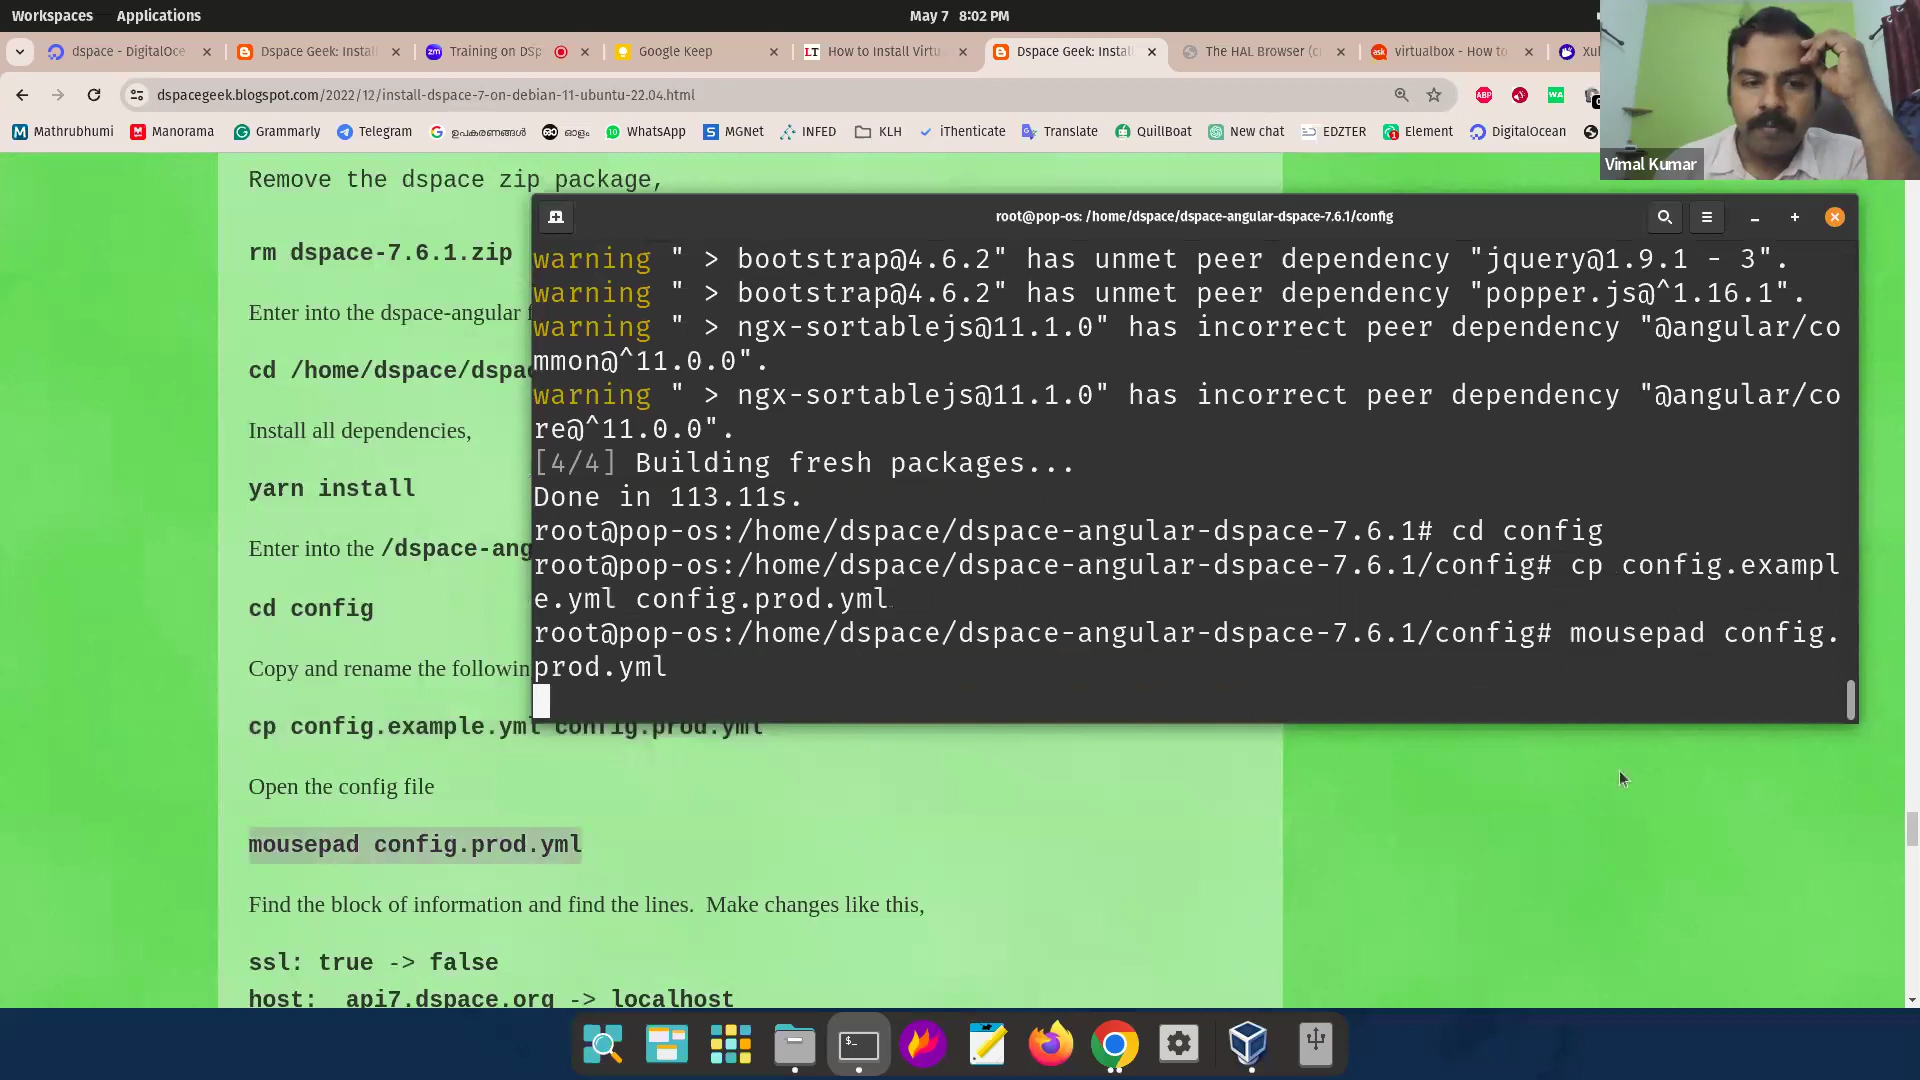 Workspaces Applications
May 7 8:02 PM
dspace - DigitalOce
Dspace Geek: Instal
Training on DSp
Google Keep
How to Install Virtu
Dspace Geek: Instal
The HAL Browser (c
virtualbox - How to
Xul
dspacegeek.blogspot.com/2022/12/install-dspace-7-on-debian-11-ubuntu-22.04.html
Mathrubhumi
Manorama
Grammarly
Telegram
ഉപകരണങ്ങൾ
ഓളം
WhatsApp
MGNet
INFED
KLH
iThenticate
Translate
QuillBoat
New chat
EDZTER
Element
DigitalOcean
Vimal Kumar
Remove the dspace zip package,
rm dspace-7.6.1.zip
Enter into the dspace-angular f
cd /home/dspace/dspac
Install all dependencies,
yarn install
Enter into the /dspace-ang
cd config
Copy and rename the followin
cp config.example.yml config.prod.yml
Open the config file
mousepad config.prod.yml
Find the block of information and find the lines. Make changes like this,
ssl: true -> false
host: api7.dspace.org -> localhost
root@pop-os: /home/dspace/dspace-angular-dspace-7.6.1/config
warning " > bootstrap@4.6.2" has unmet peer dependency "jquery@1.9.1 - 3".
warning " > bootstrap@4.6.2" has unmet peer dependency "popper.js@^1.16.1".
warning " > ngx-sortablejs@11.1.0" has incorrect peer dependency "@angular/co
mmon@^11.0.0".
warning " > ngx-sortablejs@11.1.0" has incorrect peer dependency "@angular/co
re@^11.0.0".
[4/4] Building fresh packages...
Done in 113.11s.
root@pop-os:/home/dspace/dspace-angular-dspace-7.6.1# cd config
root@pop-os:/home/dspace/dspace-angular-dspace-7.6.1/config# cp config.exampl
e.yml config.prod.yml
root@pop-os:/home/dspace/dspace-angular-dspace-7.6.1/config# mousepad config.
prod.yml